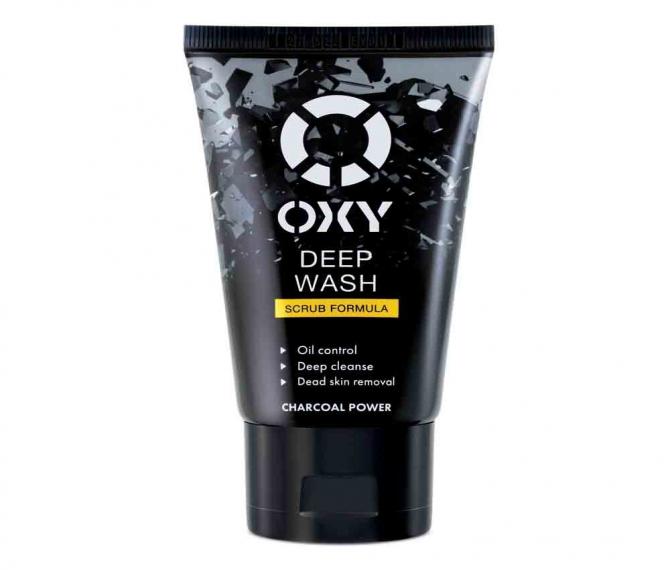 OXY
DEEP
WASH
SCRUB FORMULA
Oil control
Deep cleanse
Dead skin removal
CHARCOAL POWER